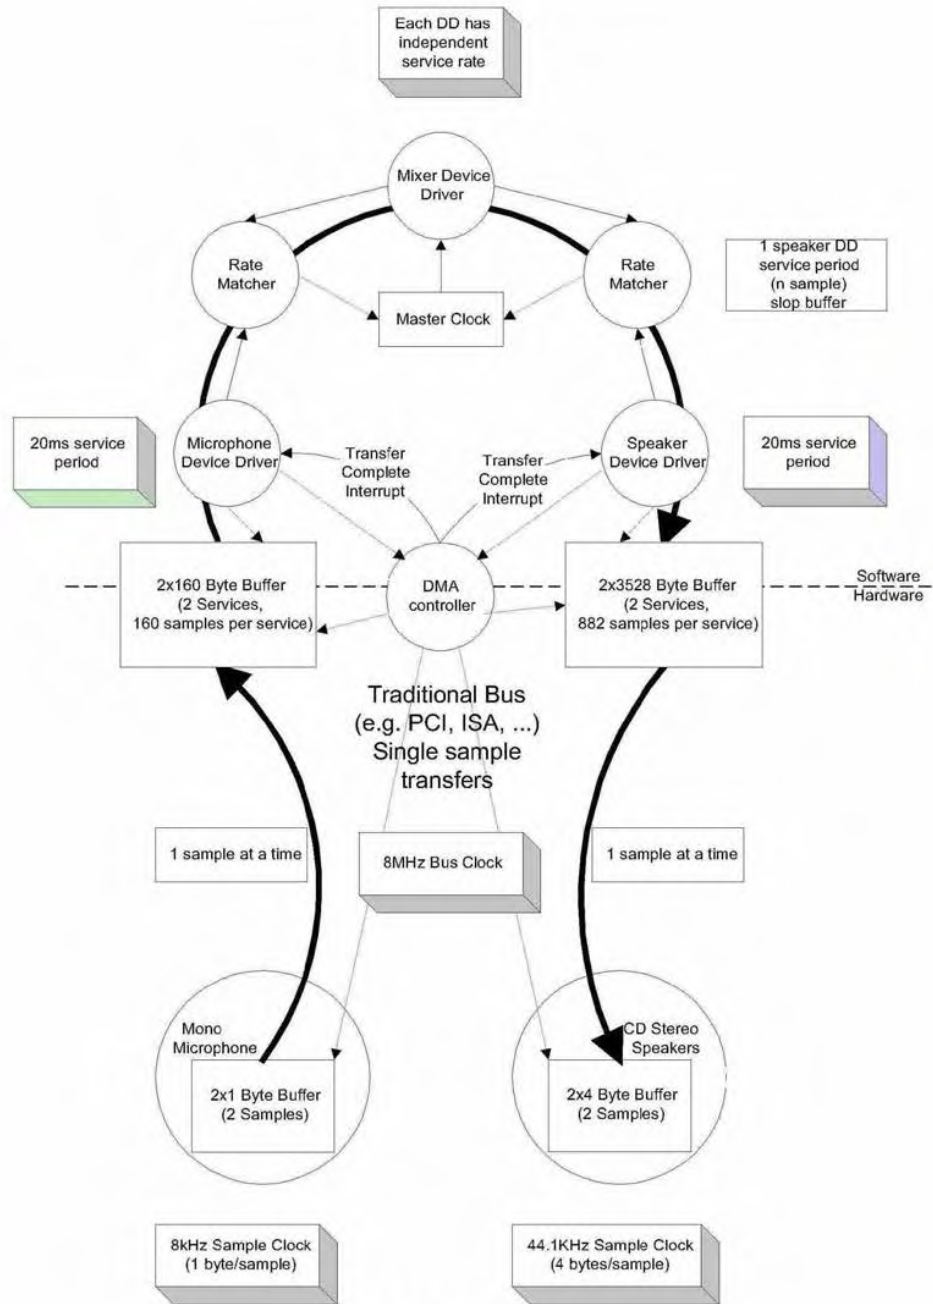 Each DD has
independent
service rate
Mixer Device
Driver
Rate
Matcher
Rate
Matcher
1 speaker DD
service period
(n sample)
slop buffer
Master Clock
20ms service
period
Microphone
Device Driver
Transfer
Complete
Interrupt
Transfer
Complete
Interrupt
Speaker
Device Driver
20ms service
period
2x160 Byte Buffer
(2 Services,
160 samples per service)
DMA
controller
2x3528 Byte Buffer
(2 Services,
882 samples per service)
Software
Hardware
Traditional Bus
(e.g. PCI, ISA, ...)
Single sample
transfers
1 sample at a time
8MHz Bus Clock
1 sample at a time
Mono
Microphone
2x1 Byte Buffer
(2 Samples)
CD Stereo
Speakers
2x4 Byte Buffer
(2 Samples)
8kHz Sample Clock
(1 byte/sample)
44.1KHz Sample Clock
(4 bytes/sample)